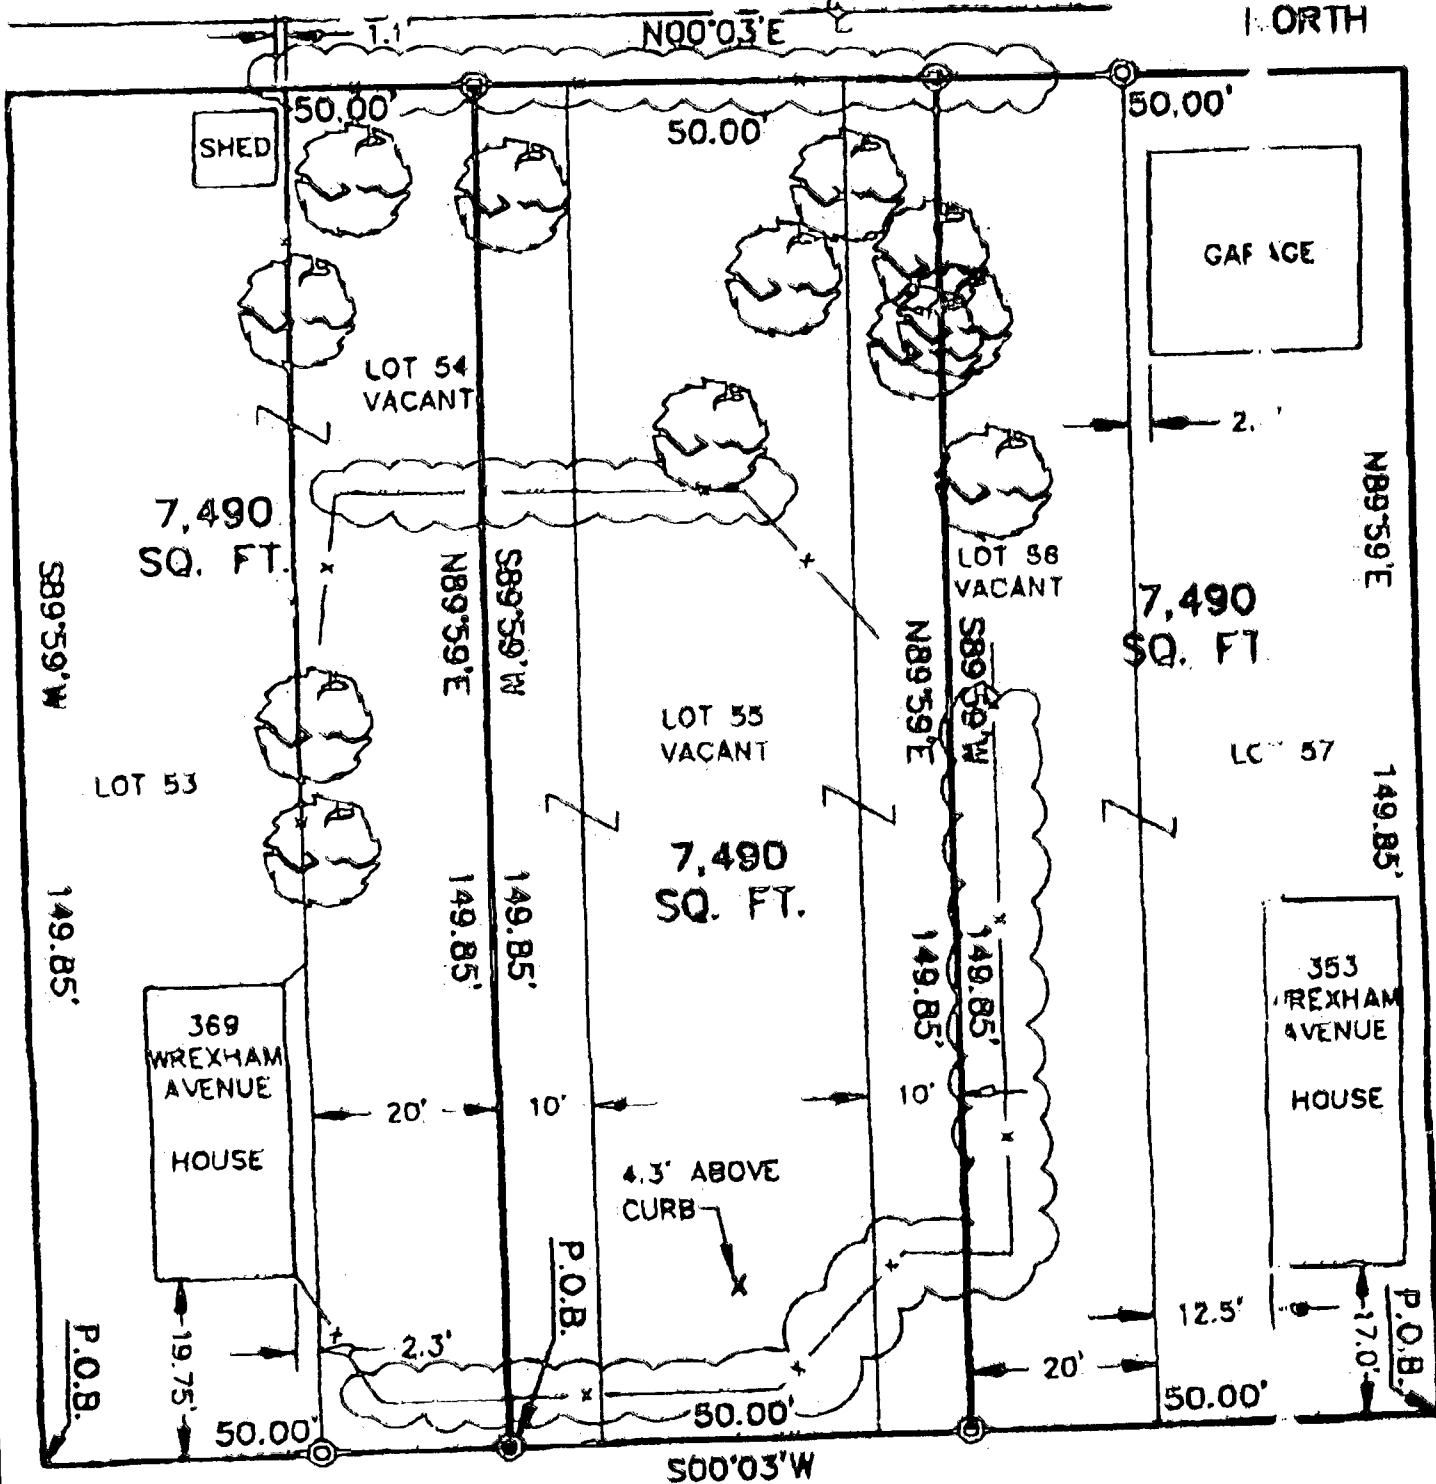 1.1'
N00°03'E
ORTH
50.00'
50.00'
50.00'
SHED
LOT 54
VACANT
7,490
SQ. FT.
S89°59'W
N89°59'E
S89°59'W
LOT 53
149.85'
149.85'
149.85'
LOT 55
VACANT
7,490
SQ. FT.
LOT 56
VACANT
N89°59'E
S89°59'W
149.85'
149.85'
7,490
SQ. FT
2. '
N89°59'E
57
149.85'
369
WREXHAM
AVENUE
HOUSE
20'
10'
10'
353
REXHAM
AVENUE
HOUSE
4.3' ABOVE
CURB
X
P.O.B.
P.O.B.
P.O.B.
19.75'
2.3'
12.5'
17.0'
20'
50.00'
50.00'
50.00'
S00°03'W